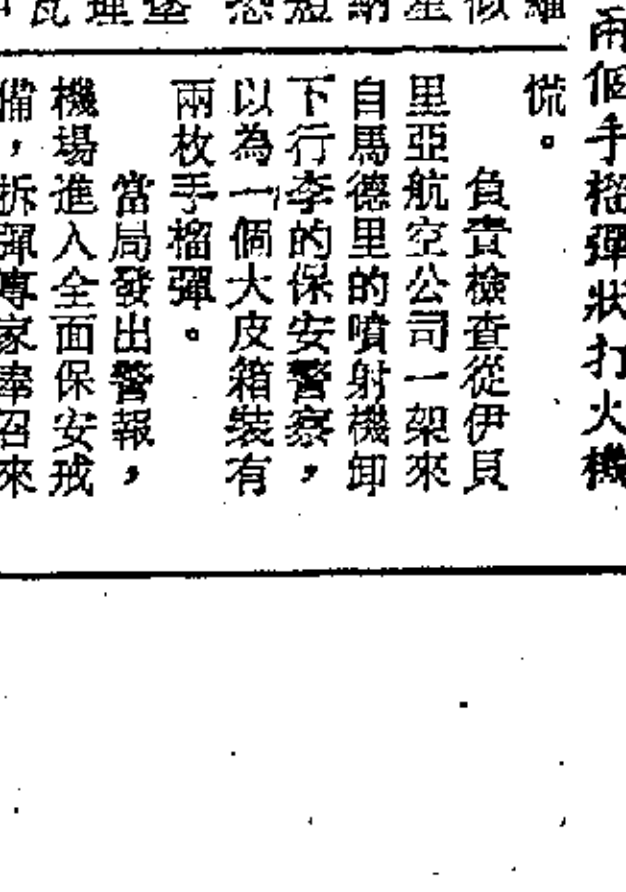 兩個手榴彈狀打火機
慌。
負責檢查從伊貝
里亞航空公司一架來
自馬德里的噴射機卸
下行李的保安警察，
以為一個大皮箱裝有
兩枚手榴彈。
當局發出警報，
機場進入全面保安戒
備，拆彈專家奉召來